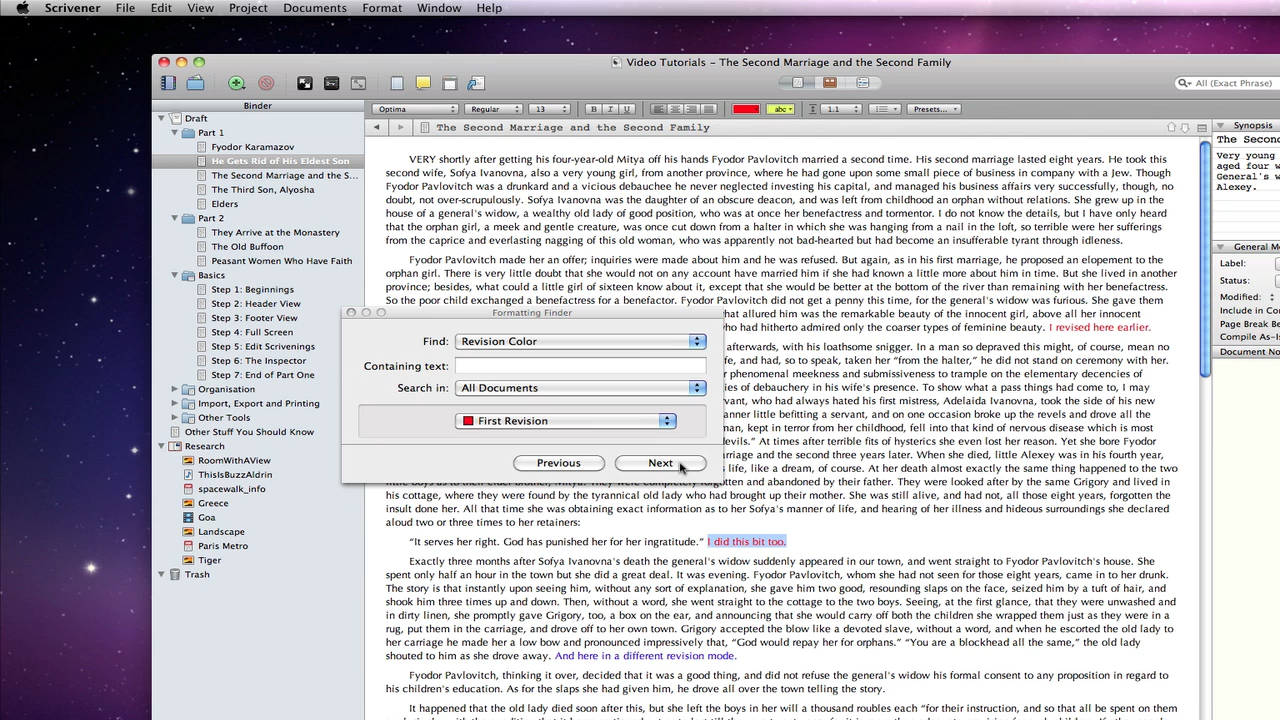 Scrivener File Edit View Project Documents Format Window Help
Video Tutorials – The Second Marriage and the Second Family
All (Exact Phrase)
Binder
Draft
Part 1
Fyodor Karamazov
He Gets Rid of His Eldest Son
The Second Marriage and the S...
The Third Son, Alyosha
Elders
Part 2
They Arrive at the Monastery
The Old Buffoon
Peasant Women Who Have Faith
Basics
Step 1: Beginnings
Step 2: Header View
Step 3: Footer View
Step 4: Full Screen
Step 5: Edit Scrivenings
Step 6: The Inspector
Step 7: End of Part One
Organisation
Import, Exporting and Printing
Other Tools
Other Stuff You Should Know
Research
RoomWithAView
ThisIsBuzzAldrin
spacewalk_info
Greece
Goa
Landscape
Paris Metro
Tiger
Trash
Optima Regular 13 B I U abc 1.1 Presets...
The Second Marriage and the Second Family
VERY shortly after getting his four-year-old Mitya off his hands Fyodor Pavlovitch married a second time. His second marriage lasted eight years. He took this
second wife, Sofya Ivanovna, also a very young girl, from another province, where he had gone upon some small piece of business in company with a Jew. Though
Fyodor Pavlovitch was a drunkard and a vicious debauchee he never neglected investing his capital, and managed his business affairs very successfully, though, no
doubt, not over-scrupulously. Sofya Ivanovna was the daughter of an obscure deacon, and was left from childhood an orphan without relations. She grew up in the
house of a general's widow, a wealthy old lady of good position, who was at once her benefactress and tormentor. I do not know the details, but I have only heard
that the orphan girl, a meek and gentle creature, was once cut down from a halter in which she was hanging from a nail in the loft, so terrible were her sufferings
from the caprice and everlasting nagging of this old woman, who was apparently not bad-hearted but had become an insufferable tyrant through idleness.
Fyodor Pavlovitch made her an offer; inquiries were made about him and he was refused. But again, as in his first marriage, he proposed an elopement to the
orphan girl. There is very little doubt that she would not on any account have married him if she had known a little more about him in time. But she lived in another
province; besides, what could a little girl of sixteen know about it, except that she would be better at the bottom of the river than remaining with her benefactress.
So the poor child exchanged a benefactress for a benefactor. Fyodor Pavlovitch did not get a penny this time, for the general's widow was furious. She gave them
that allured him was the remarkable beauty of the innocent girl, above all her innocent
who had hitherto admired only the coarser types of feminine beauty. I revised here earlier.
afterwards, with his loathsome snigger. In a man so depraved this might, of course, mean no
e, and had, so to speak, taken her “from the halter,” he did not stand on ceremony with her.
phenomenal meekness and submissiveness to trample on the elementary decencies of
es of debauchery in his wife's presence. To show what a pass things had come to, I may
or, who had always hated his first mistress, Adelaida Ivanovna, took the side of his new
nner little befitting a servant, and on one occasion broke up the revels and drove all the
man, kept in terror from her childhood, fell into that kind of nervous disease which is most
devils.” At times after terrible fits of hysterics she even lost her reason. Yet she bore Fyodor
rriage and the second three years later. When she died, little Alexey was in his fourth year,
life, like a dream, of course. At her death almost exactly the same thing happened to the two
little boys as to their elder brother, Mitya. They were completely forgotten and abandoned by their father. They were looked after by the same Grigory and lived in
his cottage, where they were found by the tyrannical old lady who had brought up their mother. She was still alive, and had not, all those eight years, forgotten the
insult done her. All that time she was obtaining exact information as to her Sofya's manner of life, and hearing of her illness and hideous surroundings she declared
aloud two or three times to her retainers:
“It serves her right. God has punished her for her ingratitude.” I did this bit too.
Exactly three months after Sofya Ivanovna's death the general's widow suddenly appeared in our town, and went straight to Fyodor Pavlovitch's house. She
spent only half an hour in the town but she did a great deal. It was evening. Fyodor Pavlovitch, whom she had not seen for those eight years, came in to her drunk.
The story is that instantly upon seeing him, without any sort of explanation, she gave him two good, resounding slaps on the face, seized him by a tuft of hair, and
shook him three times up and down. Then, without a word, she went straight to the cottage to the two boys. Seeing, at the first glance, that they were unwashed and
in dirty linen, she promptly gave Grigory, too, a box on the ear, and announcing that she would carry off both the children she wrapped them just as they were in a
rug, put them in the carriage, and drove off to her own town. Grigory accepted the blow like a devoted slave, without a word, and when he escorted the old lady to
her carriage he made her a low bow and pronounced impressively that, “God would repay her for orphans.” “You are a blockhead all the same,” the old lady
shouted to him as she drove away. And here in a different revision mode.
Fyodor Pavlovitch, thinking it over, decided that it was a good thing, and did not refuse the general's widow his formal consent to any proposition in regard to
his children's education. As for the slaps she had given him, he drove all over the town telling the story.
It happened that the old lady died soon after this, but she left the boys in her will a thousand roubles each “for their instruction, and so that all be spent on
Formatting Finder
Find: Revision Color
Containing text:
Search in: All Documents
First Revision
Previous Next
Synopsis
The Second
Very young
aged four w
General's w
Alexey.
General M
Label:
Status:
Modified:
Include in Co
Page Break Be
Compile As-Is
Document No